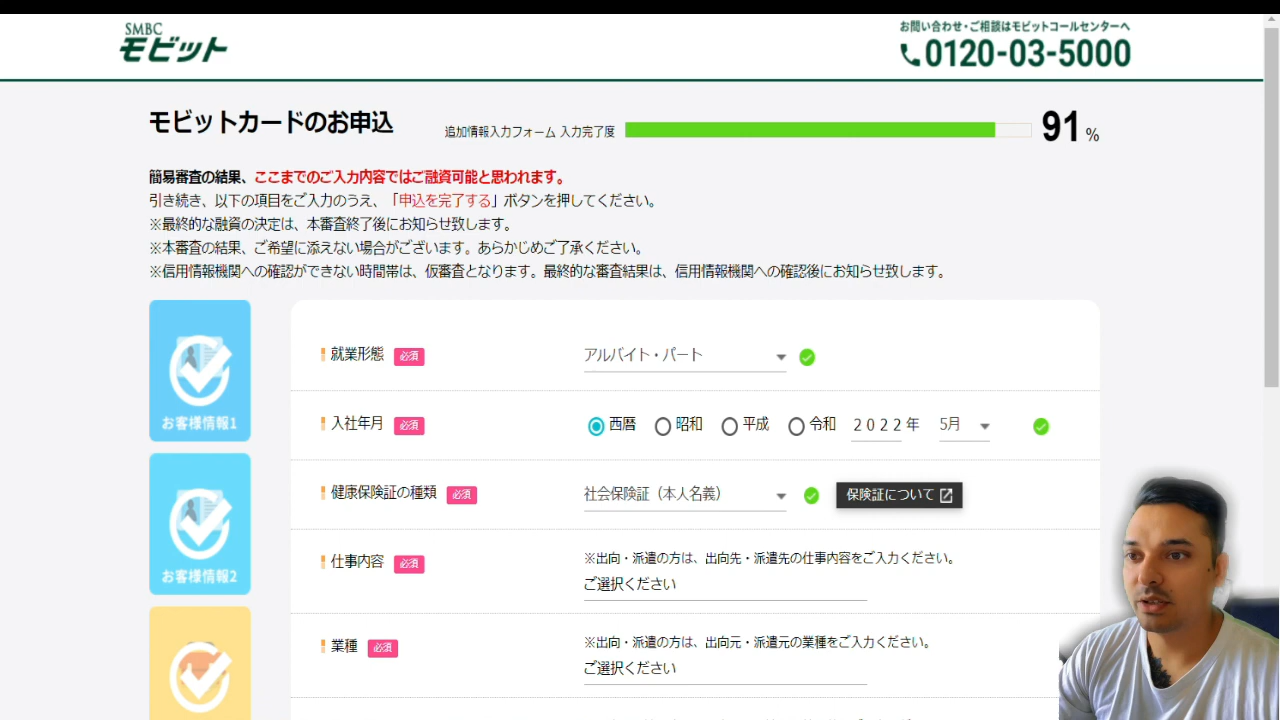 SMBC
モビット
お問い合わせ・ご相談はモビットコールセンターへ
0120-03-5000
モビットカードのお申込
追加情報入力フォーム 入力完了度
91%
簡易審査の結果、ここまでのご入力内容ではご融資可能と思われます。
引き続き、以下の項目をご入力のうえ、「申込を完了する」ボタンを押してください。
※最終的な融資の決定は、本審査終了後にお知らせ致します。
※本審査の結果、ご希望に添えない場合がございます。あらかじめご了承ください。
※信用情報機関への確認ができない時間帯は、仮審査となります。最終的な審査結果は、信用情報機関への確認後にお知らせ致します。
お客様情報1
お客様情報2
就業形態 必須 アルバイト・パート
入社年月 必須 西暦 昭和 平成 令和 2022年 5月
健康保険証の種類 必須 社会保険証（本人名義） 保険証について
仕事内容 必須 ※出向・派遣の方は、出向先・派遣先の仕事内容をご入力ください。
ご選択ください
業種 必須 ※出向・派遣の方は、出向元・派遣元の業種をご入力ください。
ご選択ください